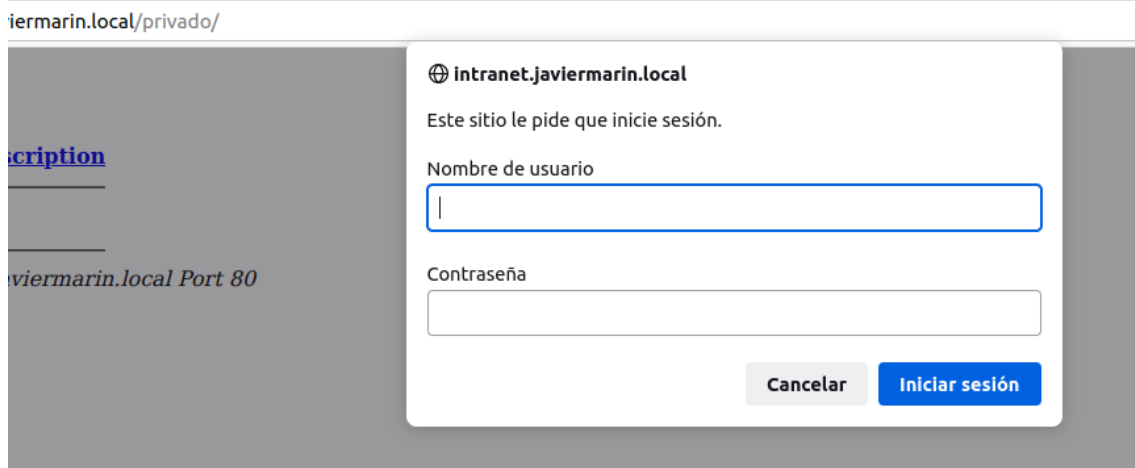 iermarin.local/privado/
intranet.javiermarin.local
Este sitio le pide que inicie sesión.
scription
Nombre de usuario
Contraseña
viermarin.local Port 80
Cancelar Iniciar sesión